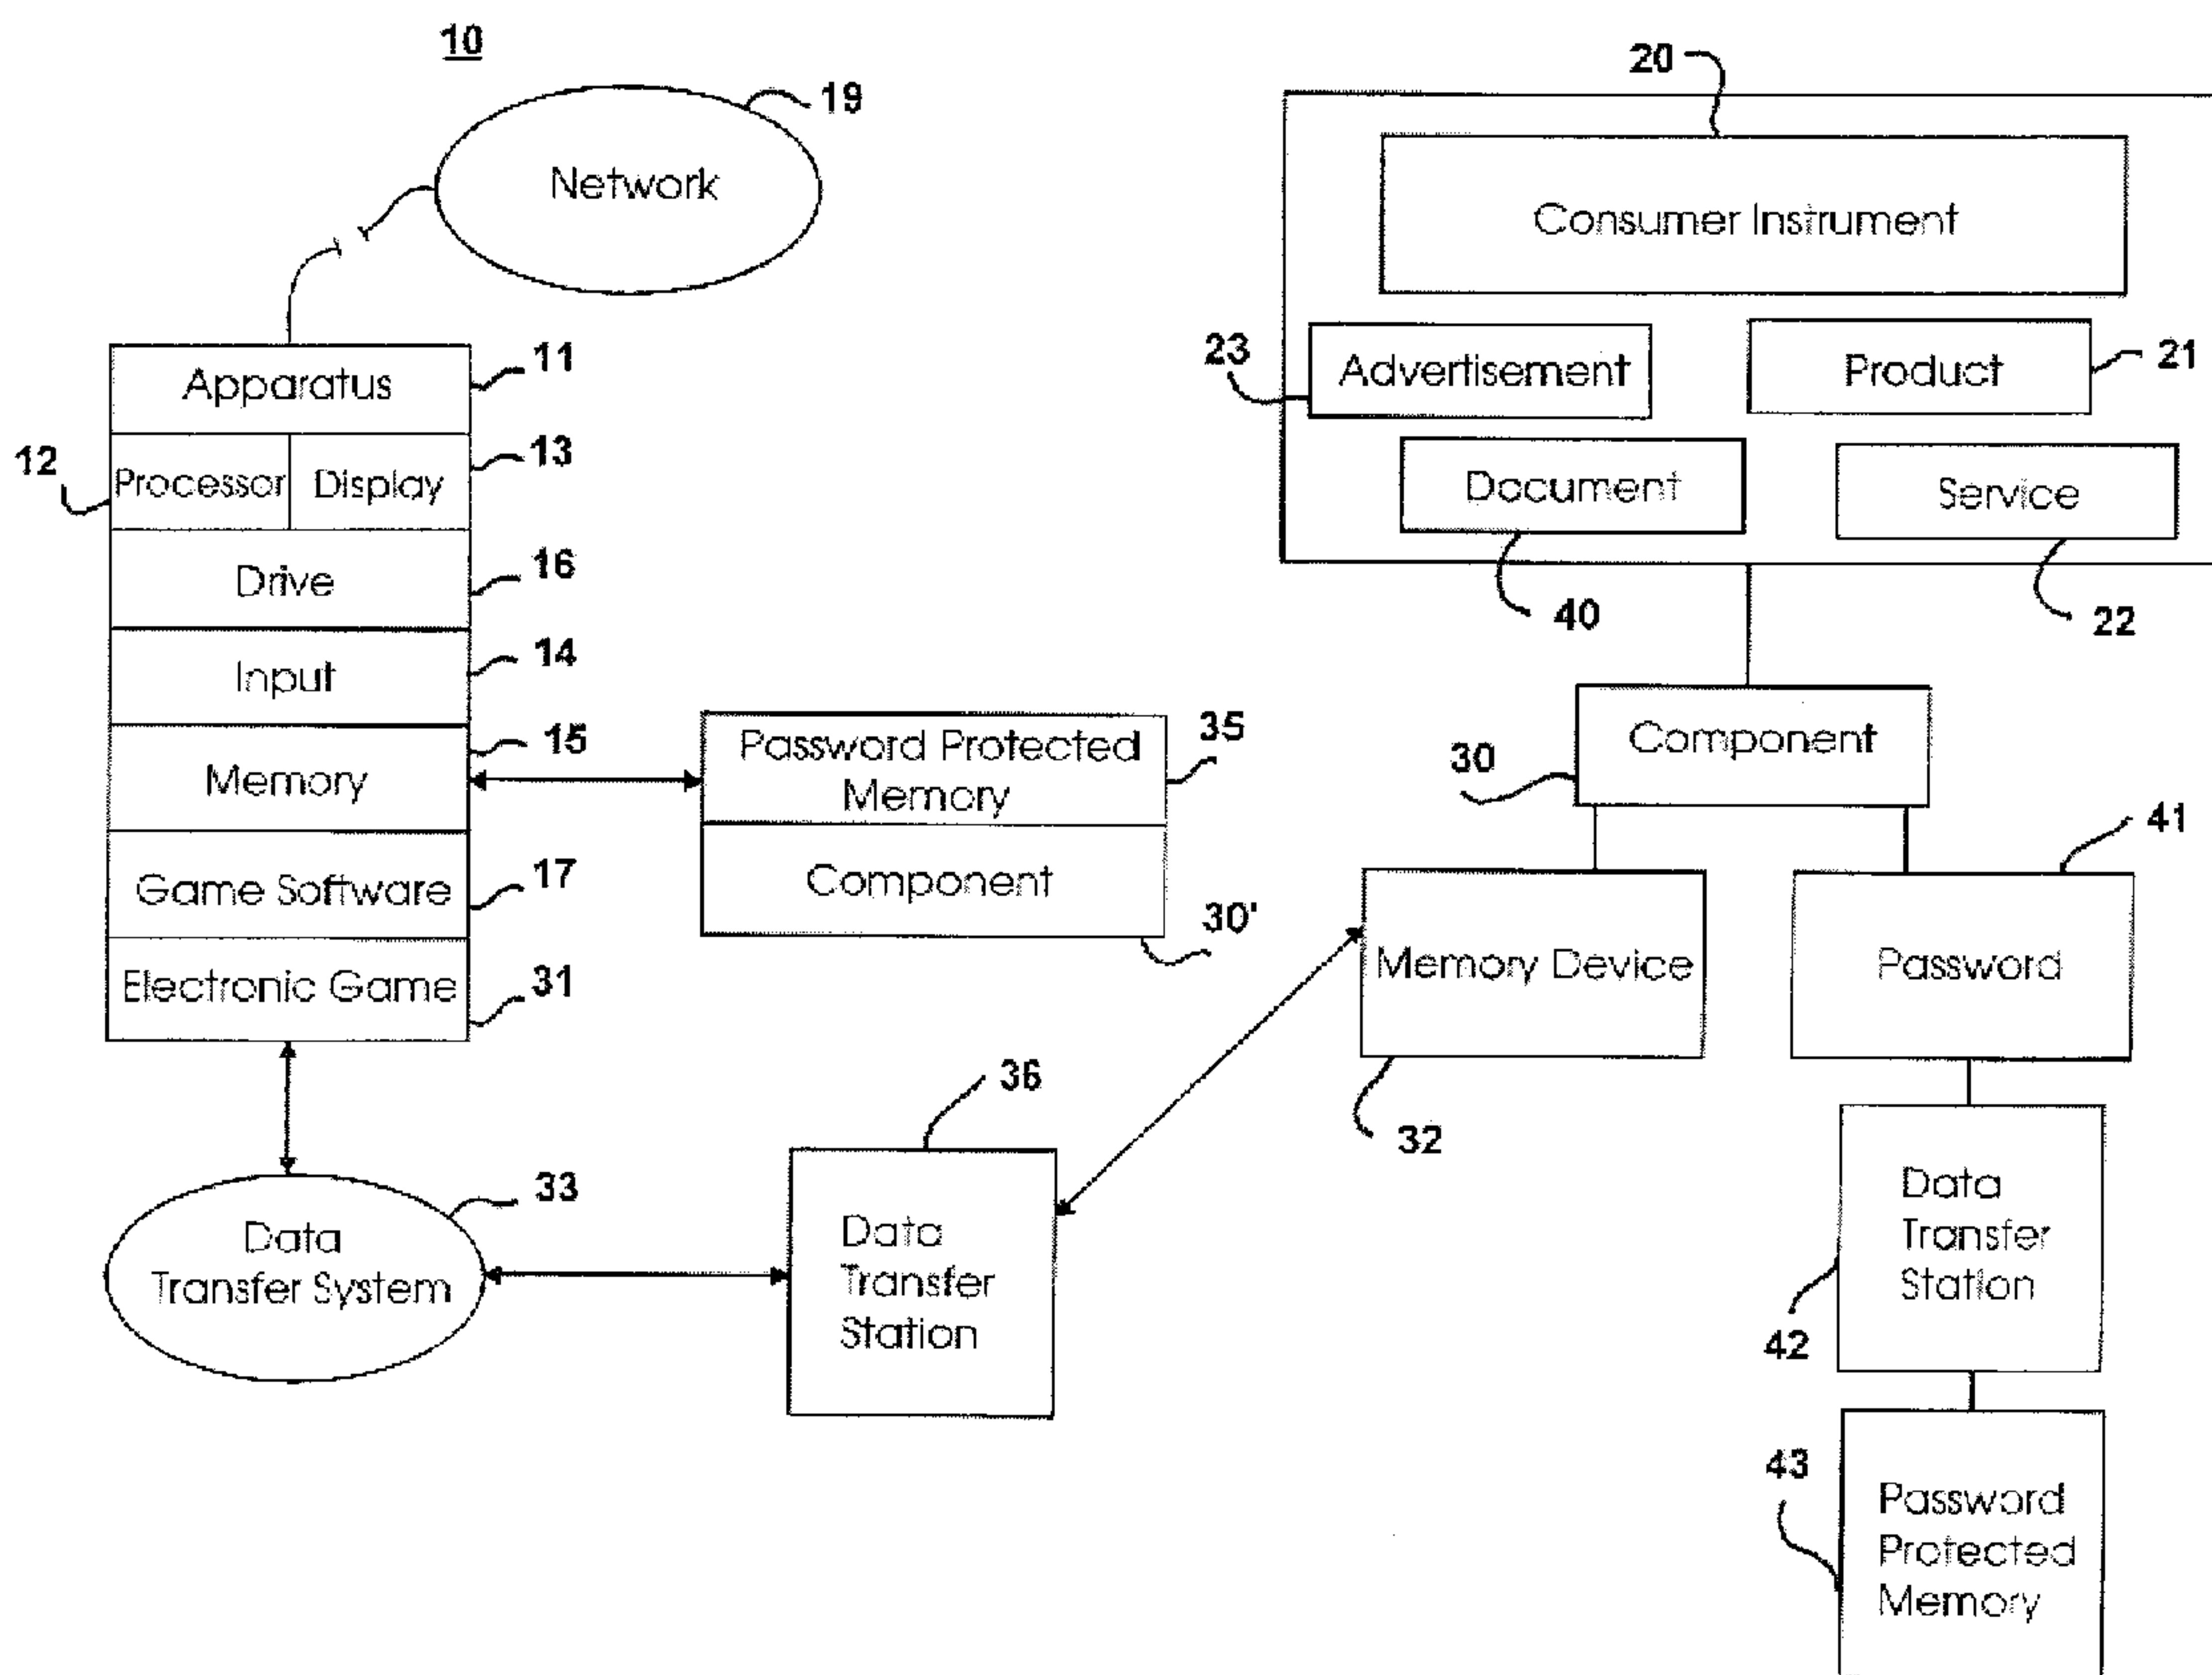 10
19
Network
Apparatus
11
12
Processor
Display
13
Drive
16
Input
14
15
Memory
Game Software
17
Electronic Game
31
Password Protected
Memory
35
Component
30'
33
Data
Transfer System
36
Data
Transfer
Station
20
Consumer Instrument
23
Advertisement
Product
21
Document
Service
40
22
Component
30
41
Memory Device
Password
32
Data
Transfer
Station
42
43
Password
Protected
Memory